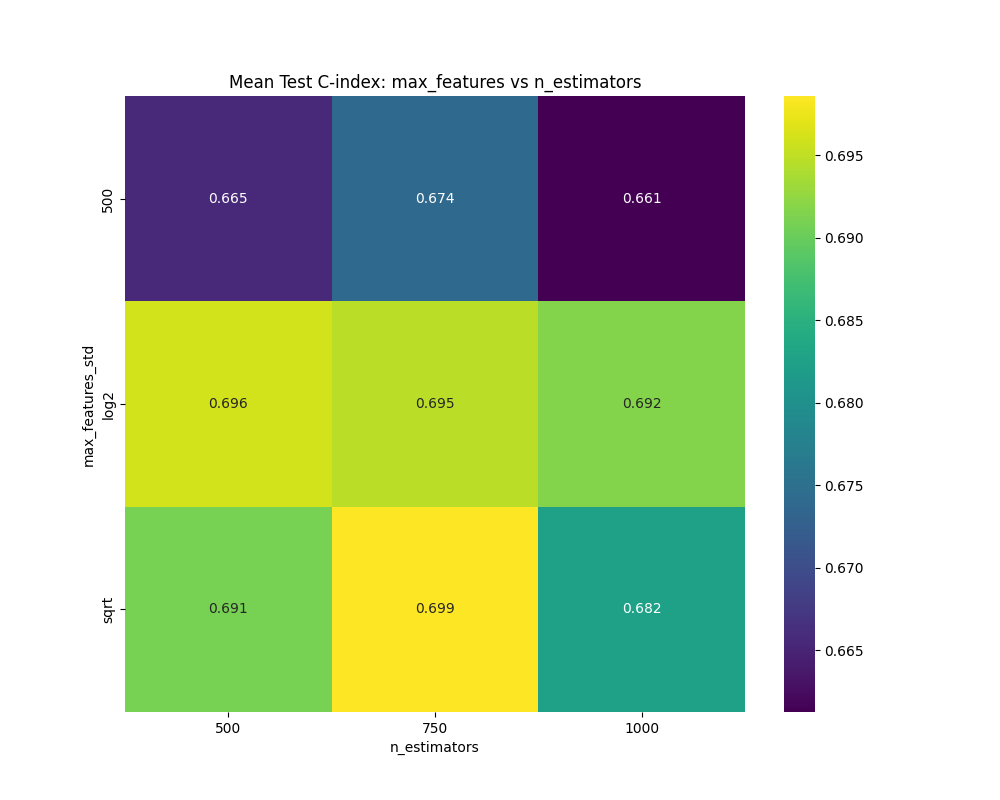 Mean Test C-index: max_features vs n_estimators
max_features_std
500
0.665 0.674 0.661
log2
0.696 0.695 0.692
sqrt
0.691 0.699 0.682
500 750 1000
n_estimators
0.695
0.690
0.685
0.680
0.675
0.670
0.665